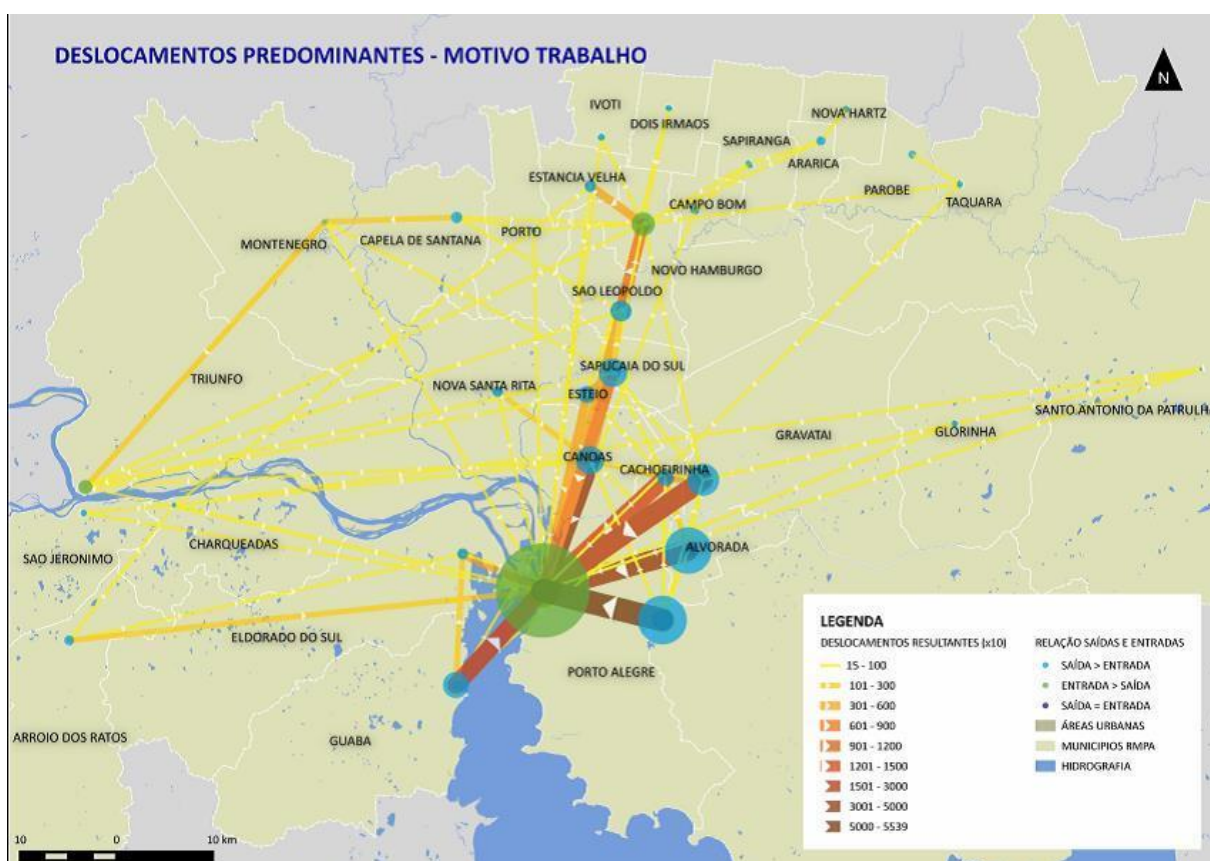 DESLOCAMENTOS PREDOMINANTES - MOTIVO TRABALHO
N
IVOTI
DOIS IRMAOS
NOVA HARTZ
SAPIRANGA
ARARICA
ESTANCIA VELHA
CAMPO BOM
PAROBE
TAQUARA
MONTENEGRO
CAPELA DE SANTANA
PORTO
NOVO HAMBURGO
SAO LEOPOLDO
TRIUNFO
SAPUCAIA DO SUL
NOVA SANTA RITA
ESTEIO
SANTO ANTONIO DA PATRULHA
GLORINHA
GRAVATAI
CANOAS
CACHOEIRINHA
CHARQUEADAS
SAO JERONIMO
ALVORADA
ELDORADO DO SUL
PORTO ALEGRE
ARROIO DOS RATOS
GUABA
LEGENDA
DESLOCAMENTOS RESULTANTES (x10)
15 - 100
101 - 300
301 - 600
601 - 900
901 - 1200
1201 - 1500
1501 - 3000
3001 - 5000
5000 - 5539
RELAÇÃO SAÍDAS E ENTRADAS
SAÍDA > ENTRADA
ENTRADA > SAÍDA
SAÍDA = ENTRADA
ÁREAS URBANAS
MUNICIPIOS RMPA
HIDROGRAFIA
10 0 10 km